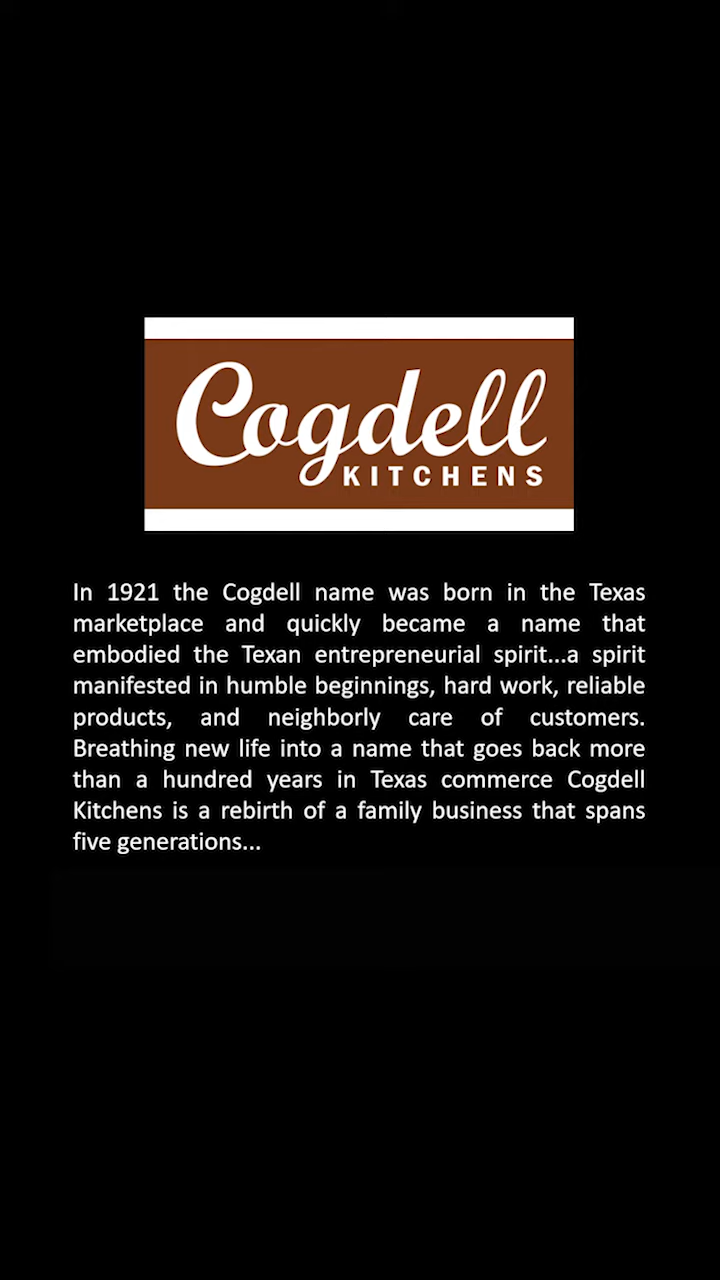 Cogdell
KITCHENS
In 1921 the Cogdell name was born in the Texas
marketplace and quickly became a name that
embodied the Texan entrepreneurial spirit...a spirit
manifested in humble beginnings, hard work, reliable
products, and neighborly care of customers.
Breathing new life into a name that goes back more
than a hundred years in Texas commerce Cogdell
Kitchens is a rebirth of a family business that spans
five generations...